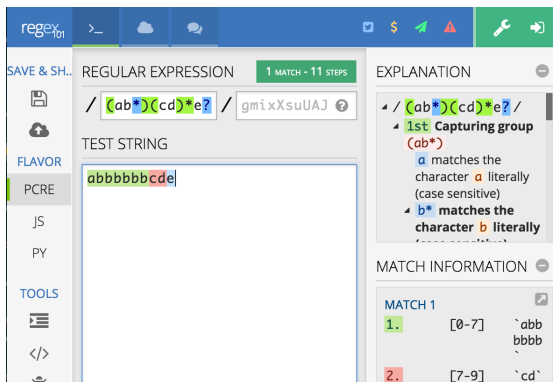 regex101
>_
SAVE & SH..
REGULAR EXPRESSION
1 MATCH - 11 STEPS
/ (ab*)(cd)*e? / gmixXsuUAJ
TEST STRING
abbbbbbcde
FLAVOR
PCRE
JS
PY
TOOLS
</>
EXPLANATION
/ (ab*)(cd)*e? /
1st Capturing group
(ab*)
a matches the
character a literally
(case sensitive)
b* matches the
character b literally
(case sensitive)
MATCH INFORMATION
MATCH 1
1. [0-7] `abb
bbbb
`
2. [7-9] `cd`